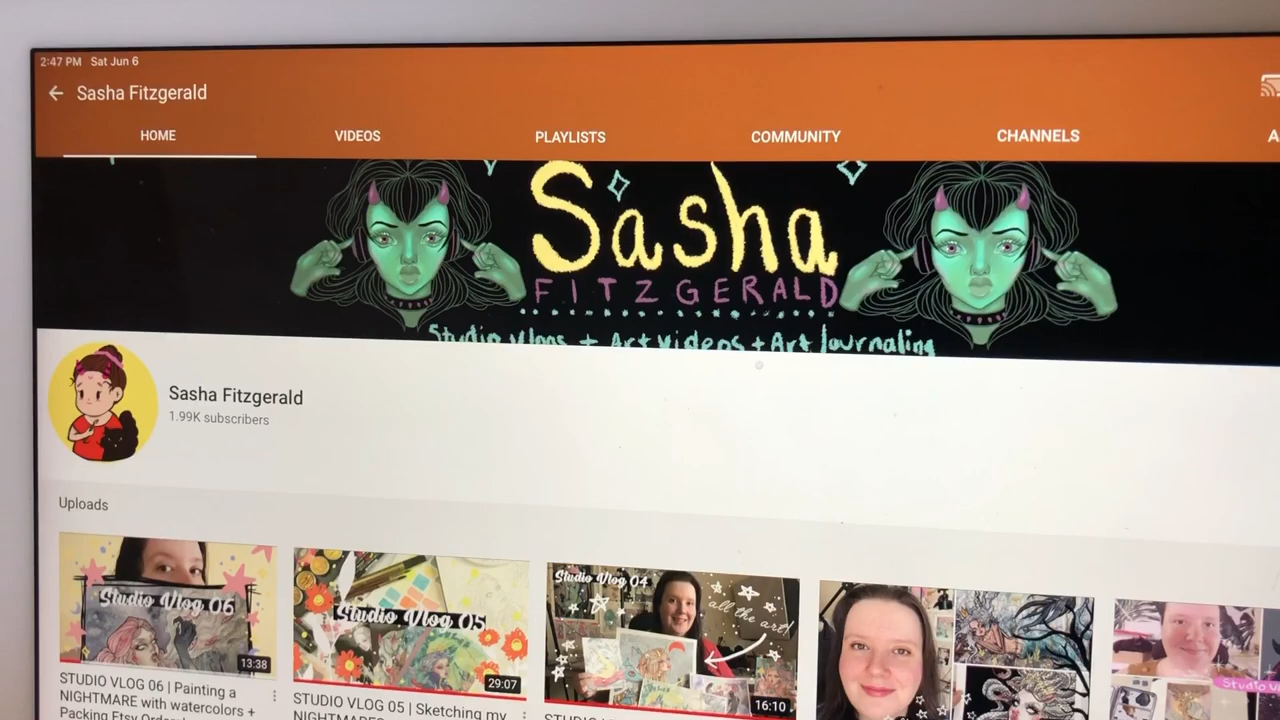 2:47 PM Sat Jun 6
Sasha Fitzgerald
HOME VIDEOS PLAYLISTS COMMUNITY CHANNELS
Sasha
FITZGERALD
Studio Vlogs + Art Videos + Art Journaling
Sasha Fitzgerald
1.99K subscribers
Uploads
Studio Vlog 06
13:38
STUDIO VLOG 06 | Painting a
NIGHTMARE with watercolors +
Packing Etsy
Studio Vlog 05
29:07
STUDIO VLOG 05 | Sketching my
Studio Vlog 04
all the art!
16:10
Studio